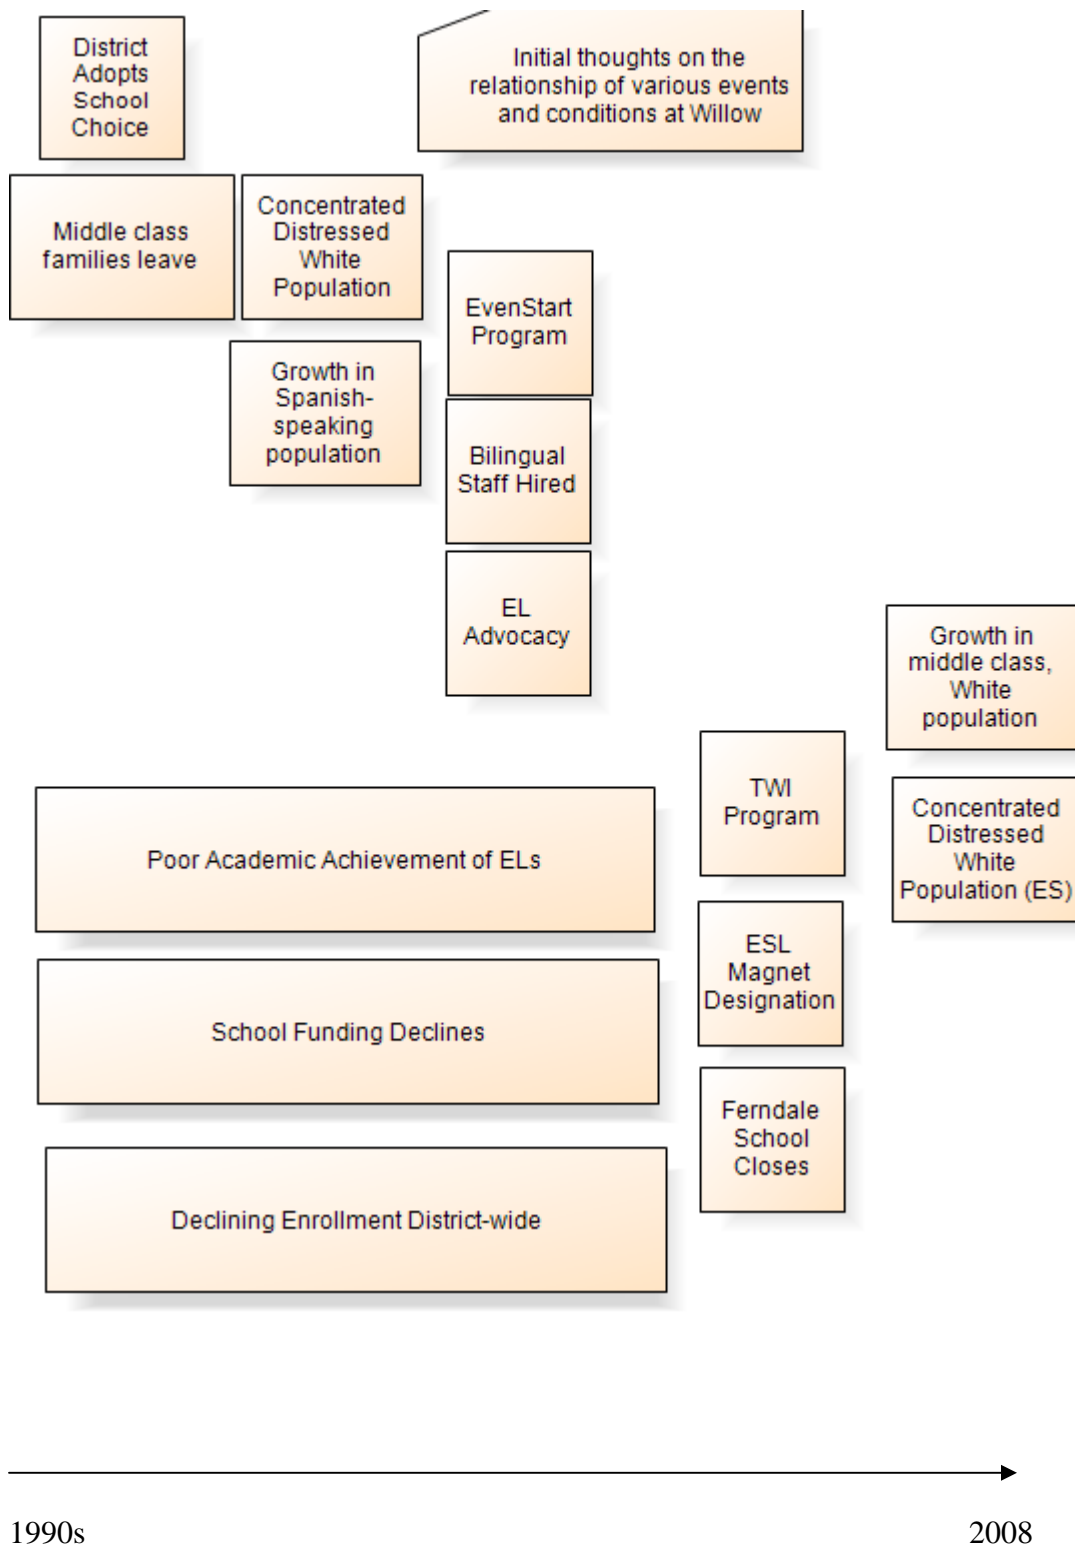 District
Adopts
School
Choice
Initial thoughts on the
relationship of various events
and conditions at Willow
Middle class
families leave
Concentrated
Distressed
White
Population
EvenStart
Program
Growth in
Spanish-
speaking
population
Bilingual
Staff Hired
EL
Advocacy
Growth in
middle class,
White
population
TWI
Program
Concentrated
Distressed
White
Population (ES)
Poor Academic Achievement of ELs
ESL
Magnet
Designation
School Funding Declines
Ferndale
School
Closes
Declining Enrollment District-wide
1990s
2008